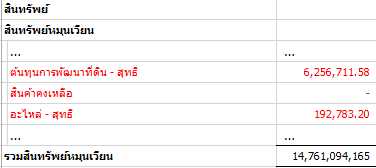 สินทรัพย์
สินทรัพย์หมุนเวียน
... ...
ต้นทุนการพัฒนาที่ดิน - สุทธิ 6,256,711.58
สินค้าคงเหลือ -
อะไหล่ - สุทธิ 192,783.20
... ...
รวมสินทรัพย์หมุนเวียน 14,761,094,165